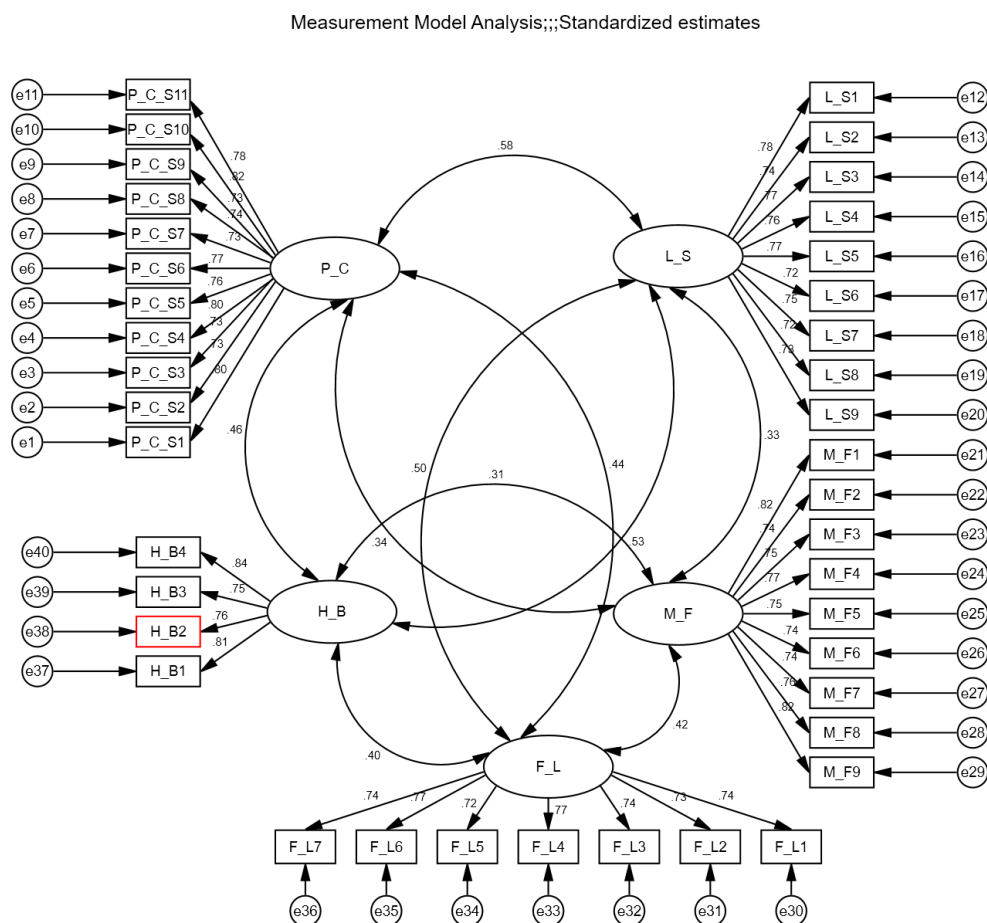 Measurement Model Analysis;;;Standardized estimates
e11 P_C_S11 .78
e10 P_C_S10 .82
e9 P_C_S9 .73
e8 P_C_S8 .74
e7 P_C_S7 .73
e6 P_C_S6 .77
e5 P_C_S5 .76
e4 P_C_S4 .80
e3 P_C_S3 .73
e2 P_C_S2 .73
e1 P_C_S1 .80
P_C
.58
L_S
.78 L_S1 e12
.74 L_S2 e13
.77 L_S3 e14
.76 L_S4 e15
.77 L_S5 e16
.72 L_S6 e17
.75 L_S7 e18
.72 L_S8 e19
.73 L_S9 e20
.46
.50
.44
.33
.31
.34
.53
e40 H_B4 .84
e39 H_B3 .75
e38 H_B2 .76
e37 H_B1 .81
H_B
M_F
.82 M_F1 e21
.74 M_F2 e22
.75 M_F3 e23
.77 M_F4 e24
.75 M_F5 e25
.74 M_F6 e26
.74 M_F7 e27
.76 M_F8 e28
.82 M_F9 e29
.40
.42
F_L
.74 .77 .72 .77 .74 .73 .74
F_L7 F_L6 F_L5 F_L4 F_L3 F_L2 F_L1
e36 e35 e34 e33 e32 e31 e30